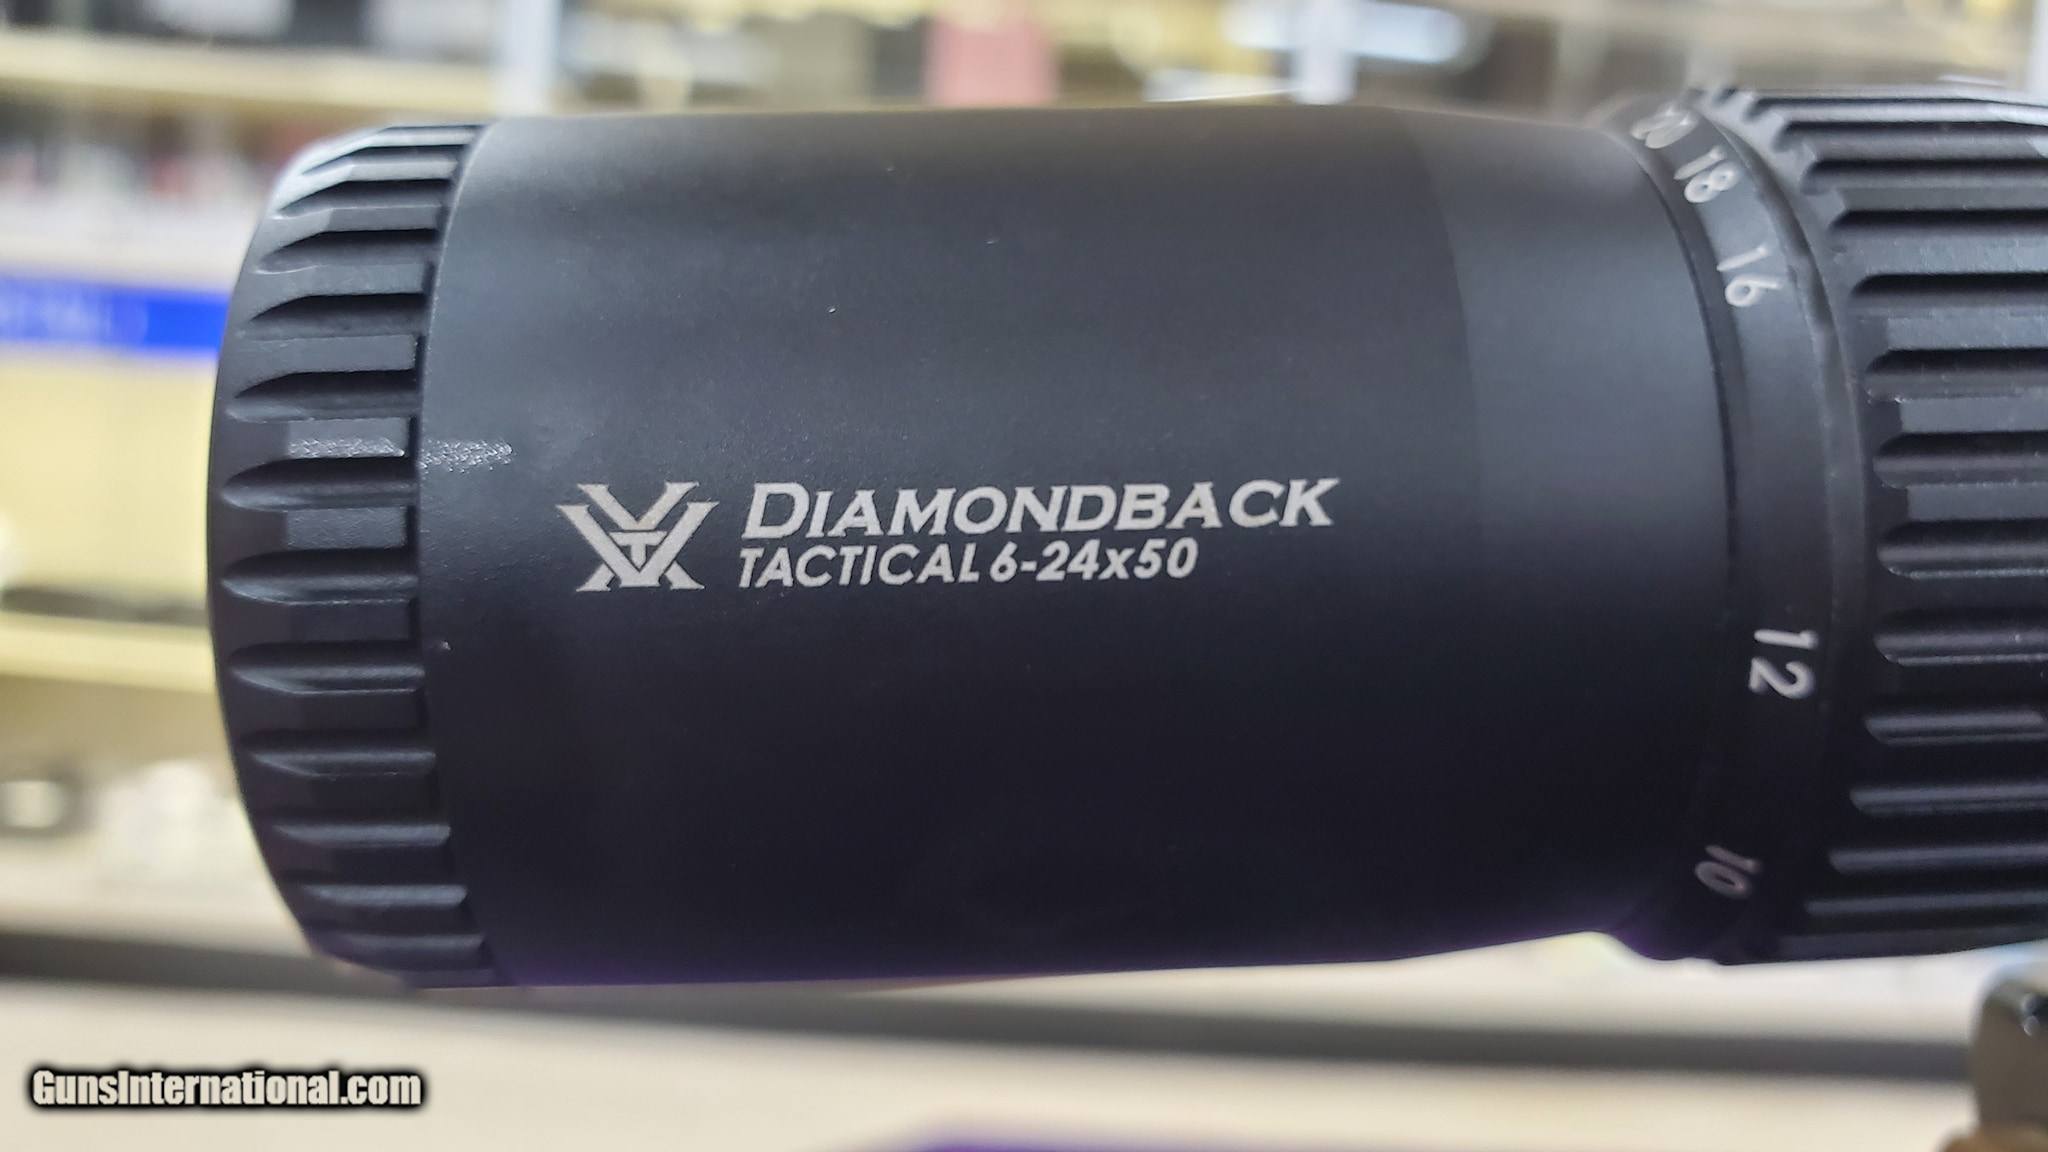 DIAMONDBACK
TACTICAL 6-24x50
20 18 16
12
10
GunsInternational.com